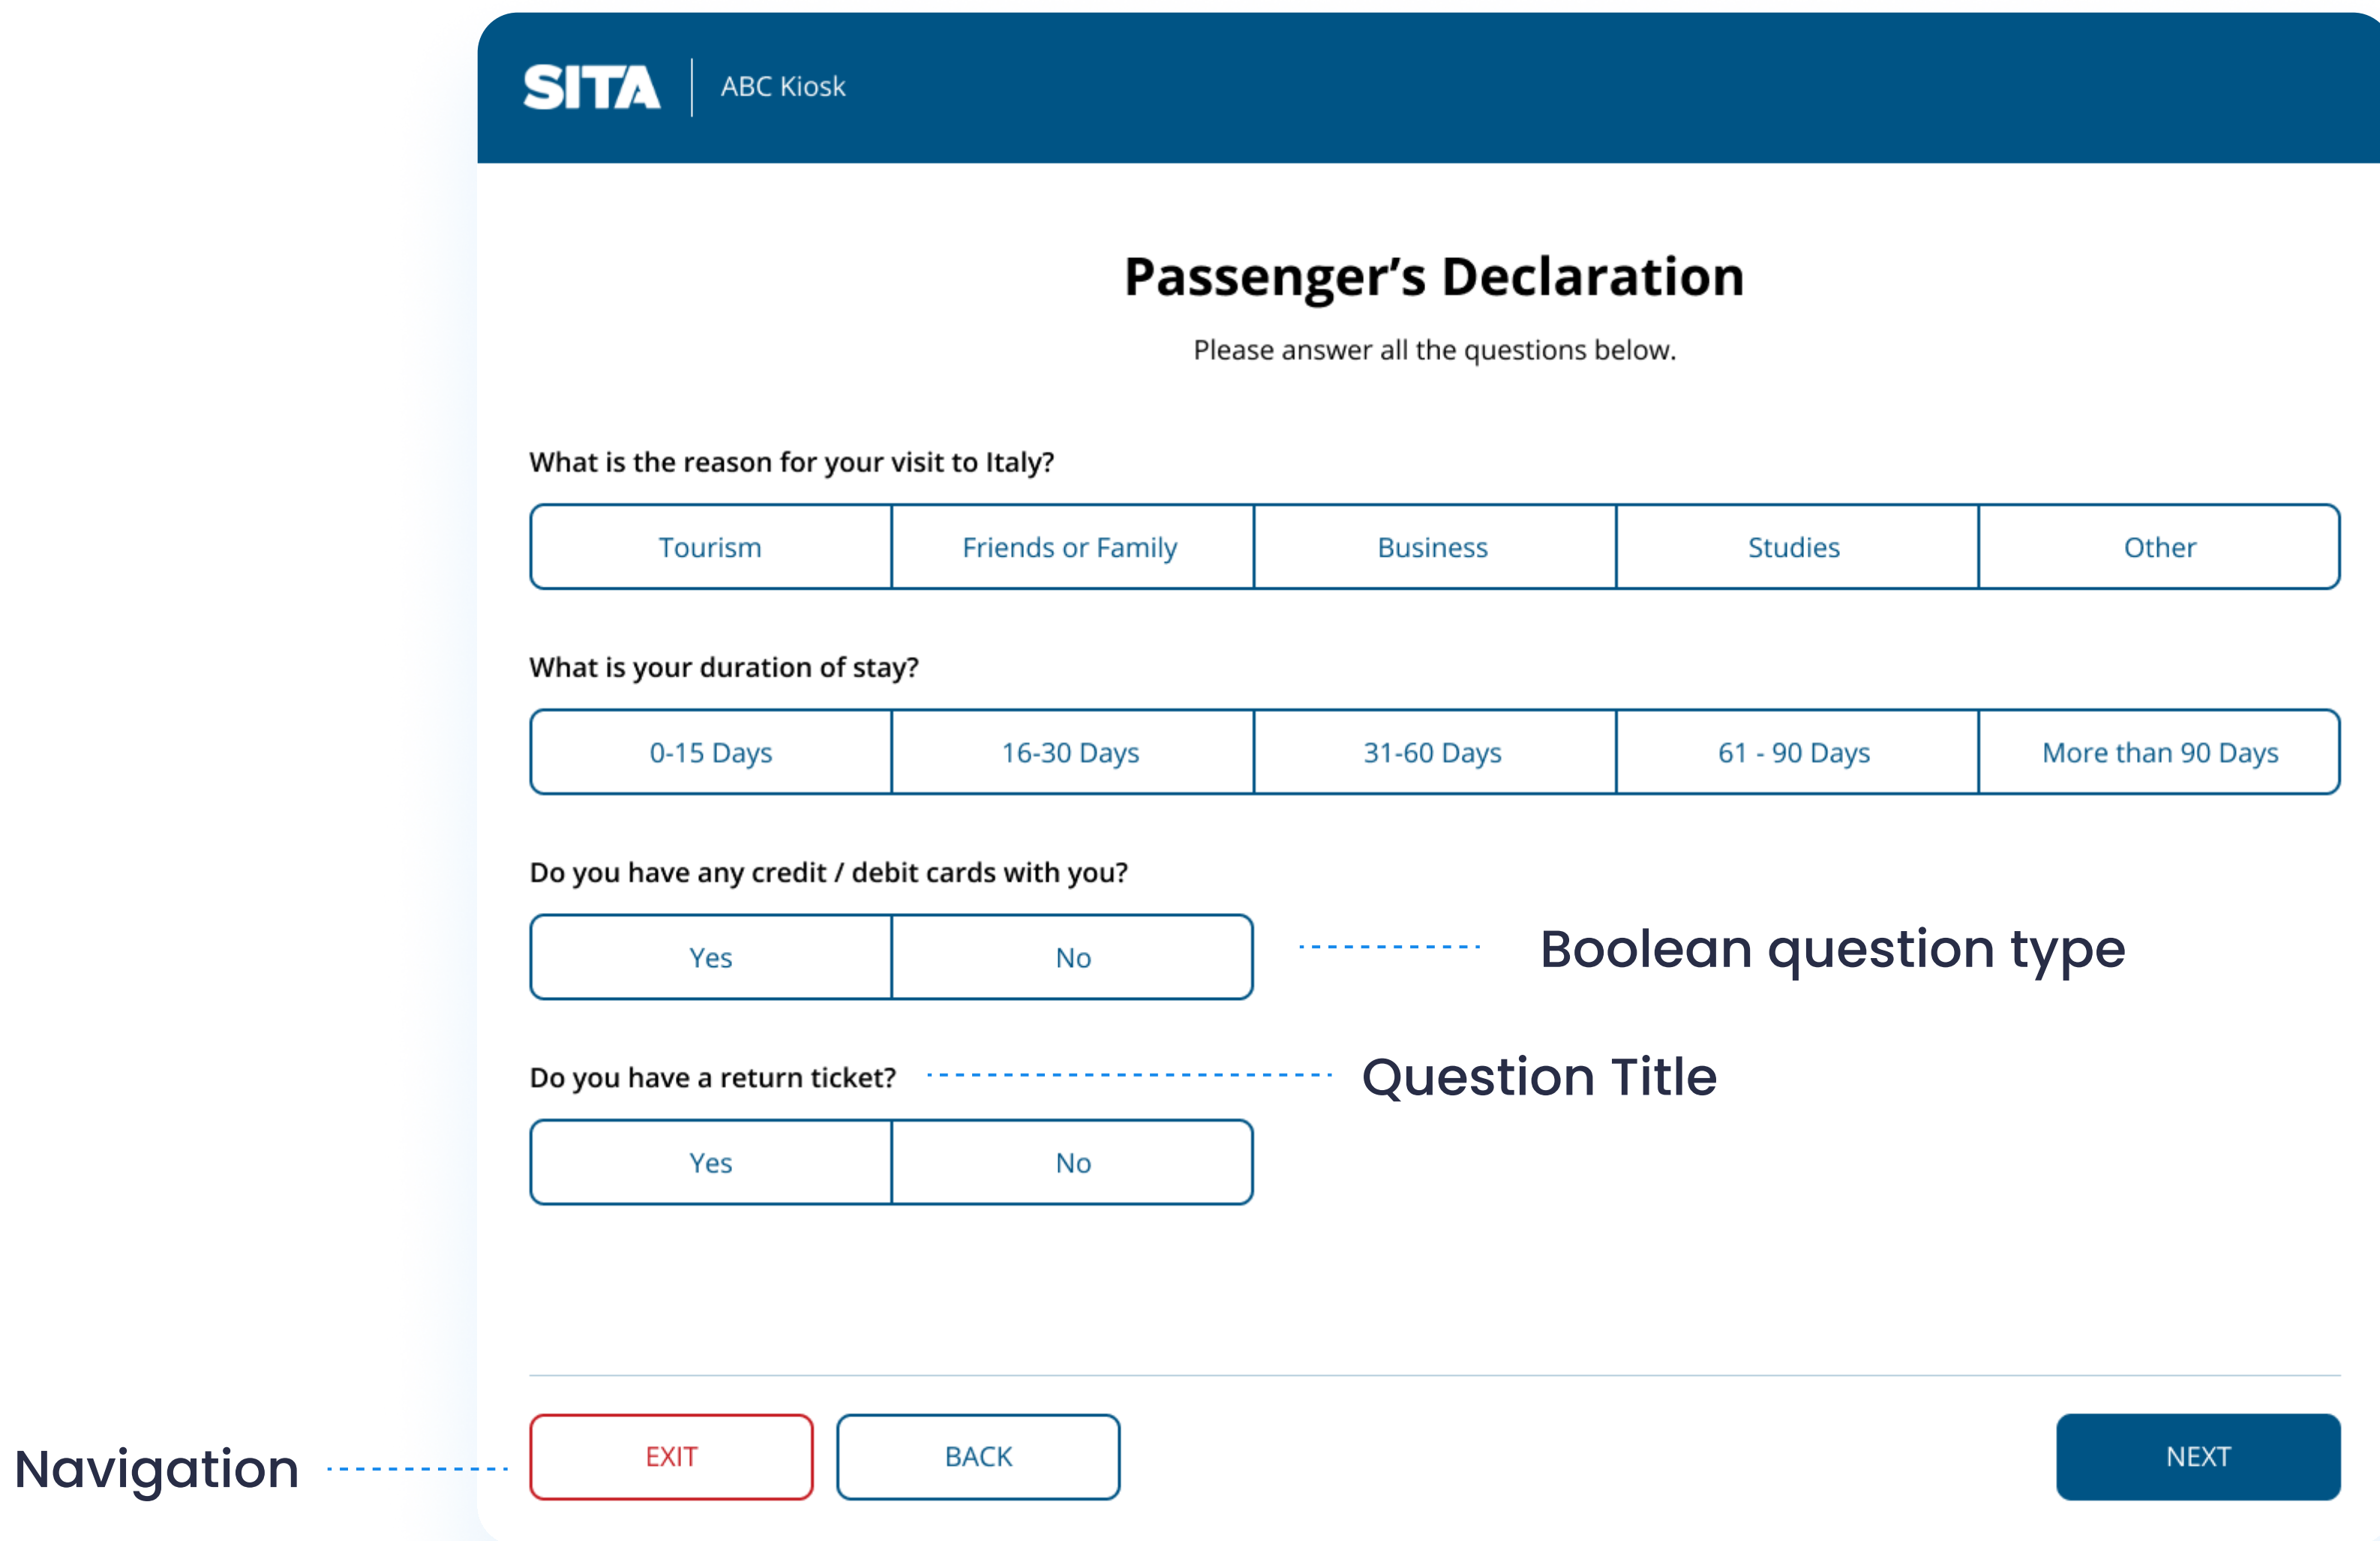 SITA
ABC Kiosk
Passenger’s Declaration
Please answer all the questions below.
What is the reason for your visit to Italy?
Tourism
Friends or Family
Business
Studies
Other
What is your duration of stay?
0-15 Days
16-30 Days
31-60 Days
61 - 90 Days
More than 90 Days
Do you have any credit / debit cards with you?
Yes
No
Boolean question type
Do you have a return ticket?
Question Title
Yes
No
Navigation
EXIT
BACK
NEXT